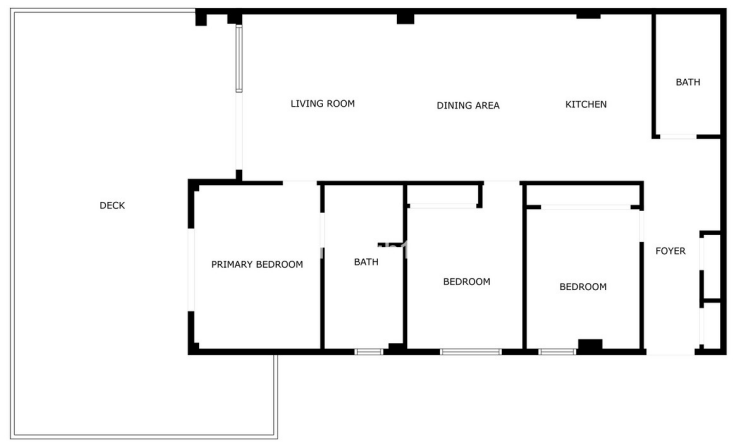 BATH
LIVING ROOM
DINING AREA
KITCHEN
DECK
PRIMARY BEDROOM
BATH
BEDROOM
BEDROOM
FOYER